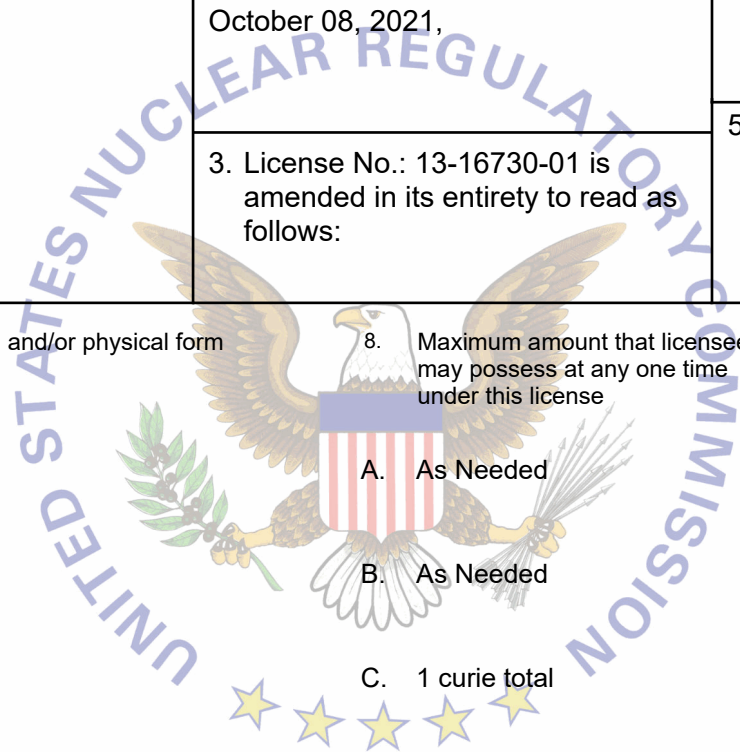 October 08, 2021,
5
3. License No.: 13-16730-01 is
amended in its entirety to read as
follows:
and/or physical form
8. Maximum amount that licensee
may possess at any one time
under this license
A. As Needed
B. As Needed
C. 1 curie total
UNITED STATES NUCLEAR REGULATORY COMMISSION